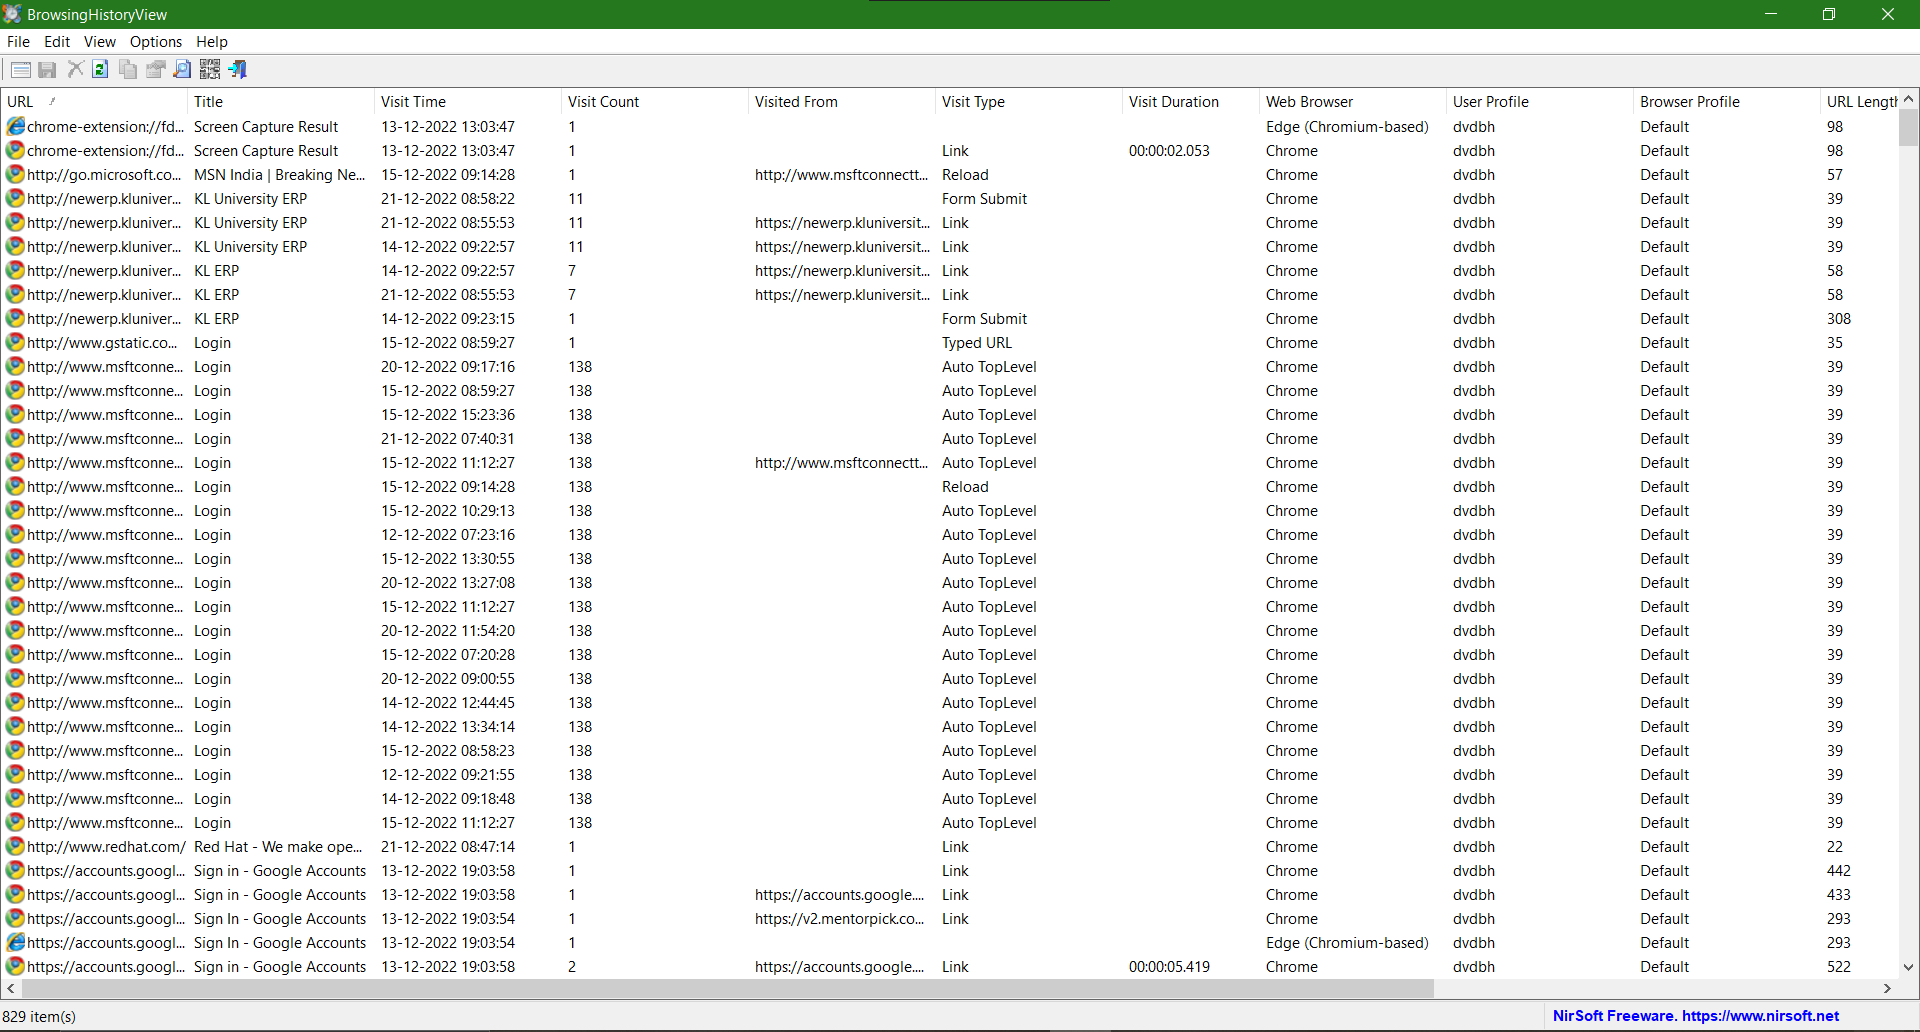 BrowsingHistoryView
File Edit View Options Help
URL Title Visit Time Visit Count Visited From Visit Type Visit Duration Web Browser User Profile Browser Profile URL Length
chrome-extension://fd... Screen Capture Result 13-12-2022 13:03:47 1 Edge (Chromium-based) dvdbh Default 98
chrome-extension://fd... Screen Capture Result 13-12-2022 13:03:47 1 Link 00:00:02.053 Chrome dvdbh Default 98
http://go.microsoft.co... MSN India | Breaking Ne... 15-12-2022 09:14:28 1 http://www.msftconnectt... Reload Chrome dvdbh Default 57
http://newerp.kluniver... KL University ERP 21-12-2022 08:58:22 11 Form Submit Chrome dvdbh Default 39
http://newerp.kluniver... KL University ERP 21-12-2022 08:55:53 11 https://newerp.kluniversit... Link Chrome dvdbh Default 39
http://newerp.kluniver... KL University ERP 14-12-2022 09:22:57 11 https://newerp.kluniversit... Link Chrome dvdbh Default 39
http://newerp.kluniver... KL ERP 14-12-2022 09:22:57 7 https://newerp.kluniversit... Link Chrome dvdbh Default 58
http://newerp.kluniver... KL ERP 21-12-2022 08:55:53 7 https://newerp.kluniversit... Link Chrome dvdbh Default 58
http://newerp.kluniver... KL ERP 14-12-2022 09:23:15 1 Form Submit Chrome dvdbh Default 308
http://www.gstatic.co... Login 15-12-2022 08:59:27 1 Typed URL Chrome dvdbh Default 35
http://www.msftconne... Login 20-12-2022 09:17:16 138 Auto TopLevel Chrome dvdbh Default 39
http://www.msftconne... Login 15-12-2022 08:59:27 138 Auto TopLevel Chrome dvdbh Default 39
http://www.msftconne... Login 15-12-2022 15:23:36 138 Auto TopLevel Chrome dvdbh Default 39
http://www.msftconne... Login 21-12-2022 07:40:31 138 Auto TopLevel Chrome dvdbh Default 39
http://www.msftconne... Login 15-12-2022 11:12:27 138 http://www.msftconnectt... Auto TopLevel Chrome dvdbh Default 39
http://www.msftconne... Login 15-12-2022 09:14:28 138 Reload Chrome dvdbh Default 39
http://www.msftconne... Login 15-12-2022 10:29:13 138 Auto TopLevel Chrome dvdbh Default 39
http://www.msftconne... Login 12-12-2022 07:23:16 138 Auto TopLevel Chrome dvdbh Default 39
http://www.msftconne... Login 15-12-2022 13:30:55 138 Auto TopLevel Chrome dvdbh Default 39
http://www.msftconne... Login 20-12-2022 13:27:08 138 Auto TopLevel Chrome dvdbh Default 39
http://www.msftconne... Login 15-12-2022 11:12:27 138 Auto TopLevel Chrome dvdbh Default 39
http://www.msftconne... Login 20-12-2022 11:54:20 138 Auto TopLevel Chrome dvdbh Default 39
http://www.msftconne... Login 15-12-2022 07:20:28 138 Auto TopLevel Chrome dvdbh Default 39
http://www.msftconne... Login 20-12-2022 09:00:55 138 Auto TopLevel Chrome dvdbh Default 39
http://www.msftconne... Login 14-12-2022 12:44:45 138 Auto TopLevel Chrome dvdbh Default 39
http://www.msftconne... Login 14-12-2022 13:34:14 138 Auto TopLevel Chrome dvdbh Default 39
http://www.msftconne... Login 15-12-2022 08:58:23 138 Auto TopLevel Chrome dvdbh Default 39
http://www.msftconne... Login 12-12-2022 09:21:55 138 Auto TopLevel Chrome dvdbh Default 39
http://www.msftconne... Login 14-12-2022 09:18:48 138 Auto TopLevel Chrome dvdbh Default 39
http://www.msftconne... Login 15-12-2022 11:12:27 138 Auto TopLevel Chrome dvdbh Default 39
http://www.redhat.com/ Red Hat - We make ope... 21-12-2022 08:47:14 1 Link Chrome dvdbh Default 22
https://accounts.googl... Sign in - Google Accounts 13-12-2022 19:03:58 1 Link Chrome dvdbh Default 442
https://accounts.googl... Sign in - Google Accounts 13-12-2022 19:03:58 1 https://accounts.google.... Link Chrome dvdbh Default 433
https://accounts.googl... Sign In - Google Accounts 13-12-2022 19:03:54 1 https://v2.mentorpick.co... Link Chrome dvdbh Default 293
https://accounts.googl... Sign In - Google Accounts 13-12-2022 19:03:54 1 Edge (Chromium-based) dvdbh Default 293
https://accounts.googl... Sign in - Google Accounts 13-12-2022 19:03:58 2 https://accounts.google.... Link 00:00:05.419 Chrome dvdbh Default 522
829 item(s) NirSoft Freeware. https://www.nirsoft.net